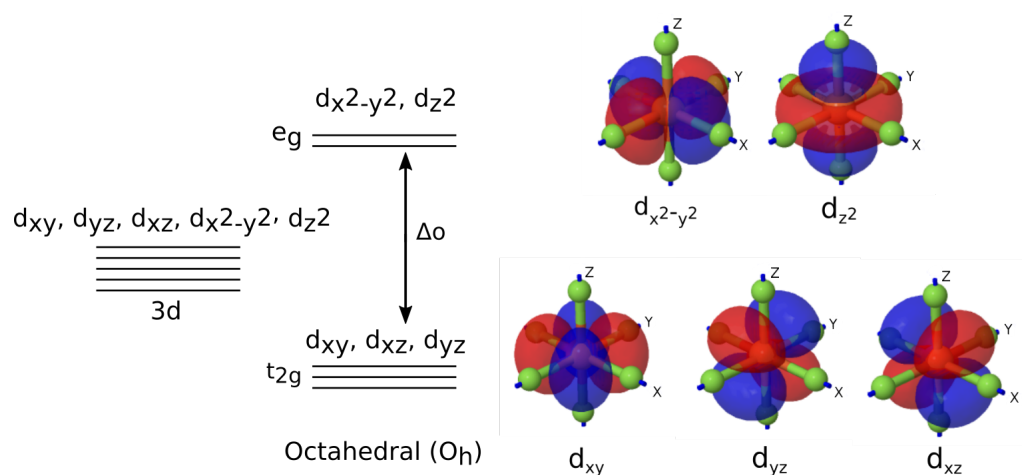 dx2-y2, dz2
eg
dxy, dyz, dxz, dx2-y2, dz2
Δo
3d
dxy, dxz, dyz
t2g
Octahedral (Oh)
Z
Y
X
dx2-y2
Z
Y
X
dz2
Z
Y
X
dxy
Z
Y
X
dyz
Z
Y
X
dxz